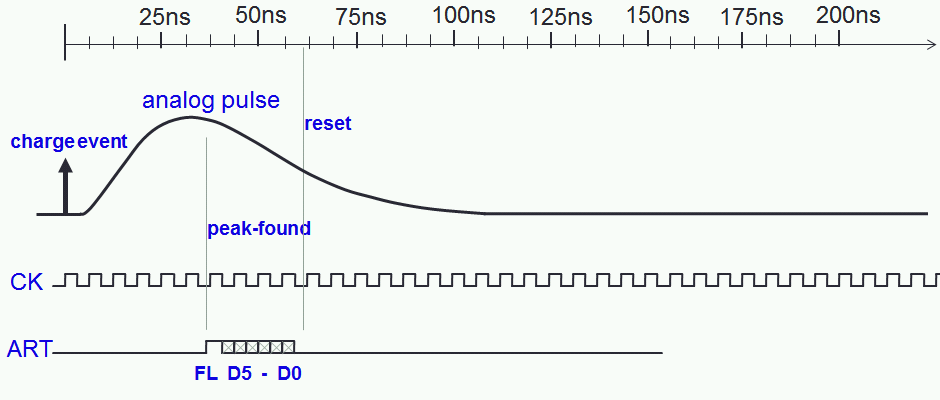 25ns 50ns 75ns 100ns 125ns 150ns 175ns 200ns
analog pulse
reset
charge event
peak-found
CK
ART
FL D5 - D0